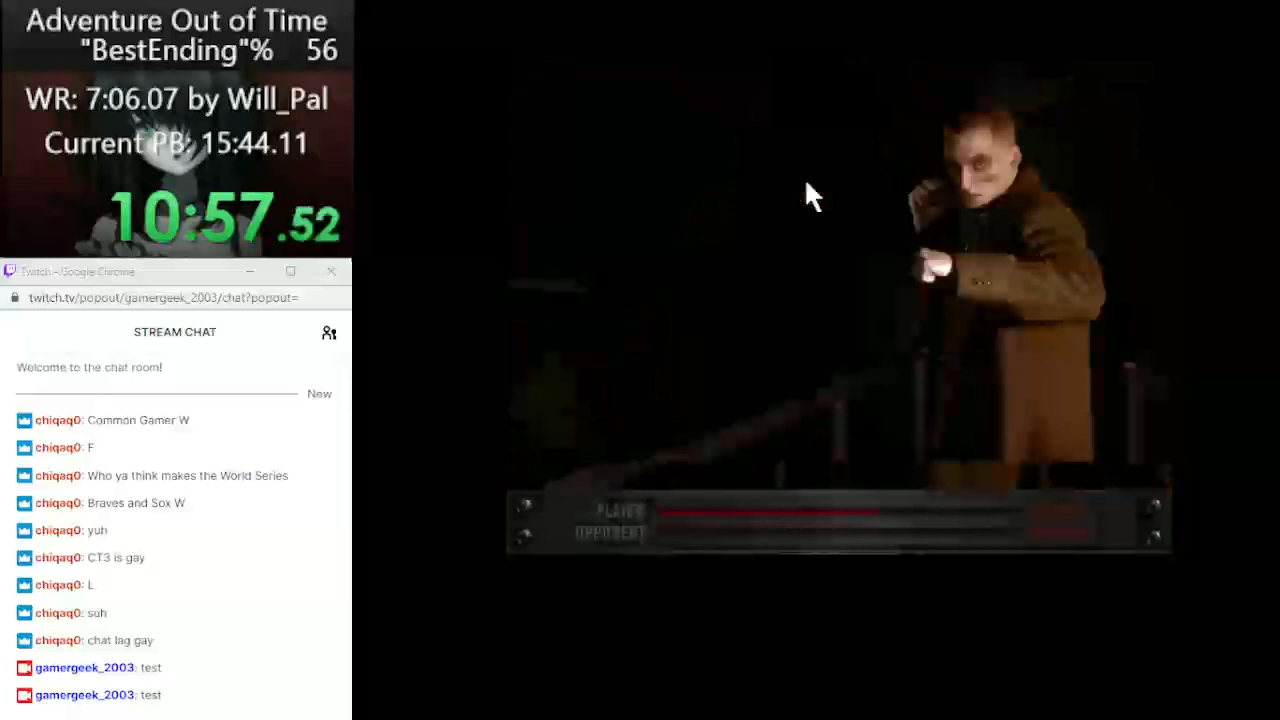 Adventure Out of Time
"BestEnding"% 56
WR: 7:06.07 by Will_Pal
Current PB: 15:44.11
10:57.52
Twitch - Google Chrome
twitch.tv/popout/gamergeek_2003/chat?popout=
STREAM CHAT
Welcome to the chat room!
New
chiqaq0: Common Gamer W
chiqaq0: F
chiqaq0: Who ya think makes the World Series
chiqaq0: Braves and Sox W
chiqaq0: yuh
chiqaq0: CT3 is gay
chiqaq0: L
chiqaq0: suh
chiqaq0: chat lag gay
gamergeek_2003: test
gamergeek_2003: test
PLAYER
OPPONENT